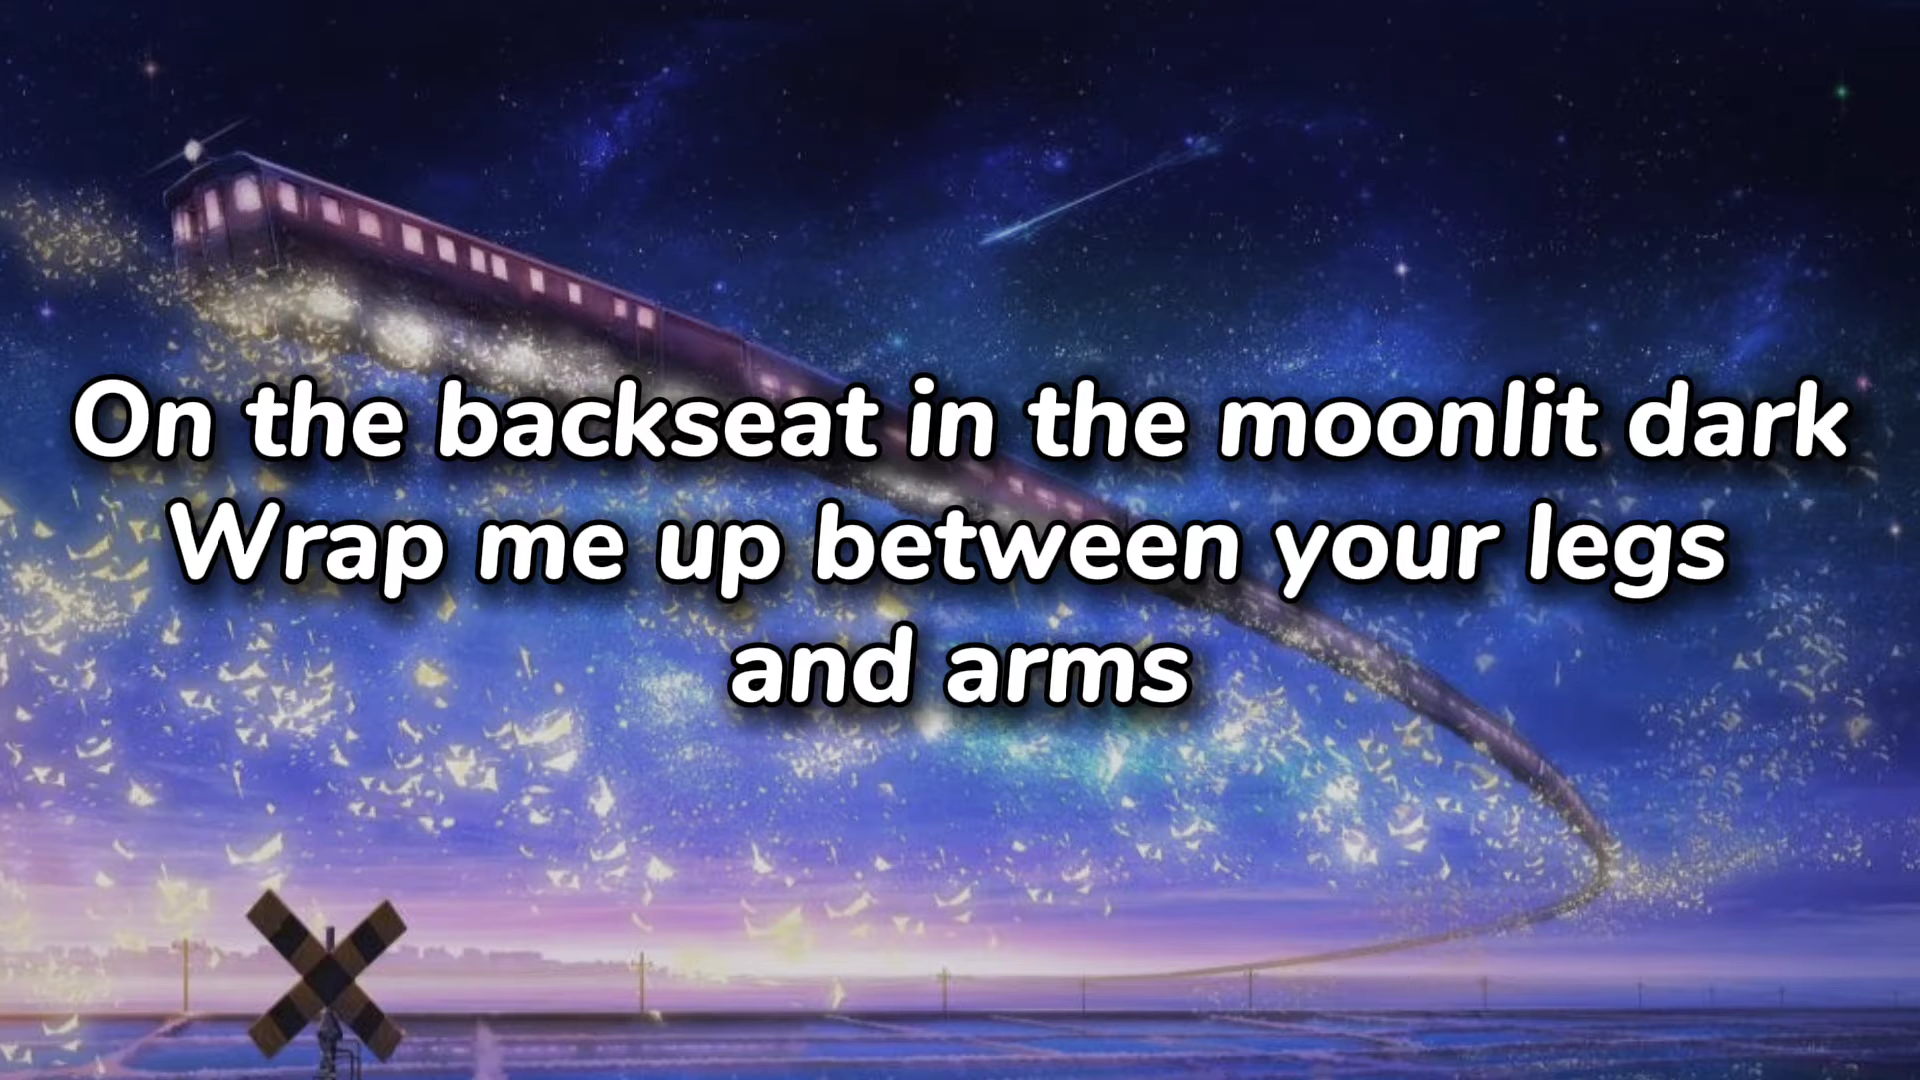 On the backseat in the moonlit dark
Wrap me up between your legs
and arms